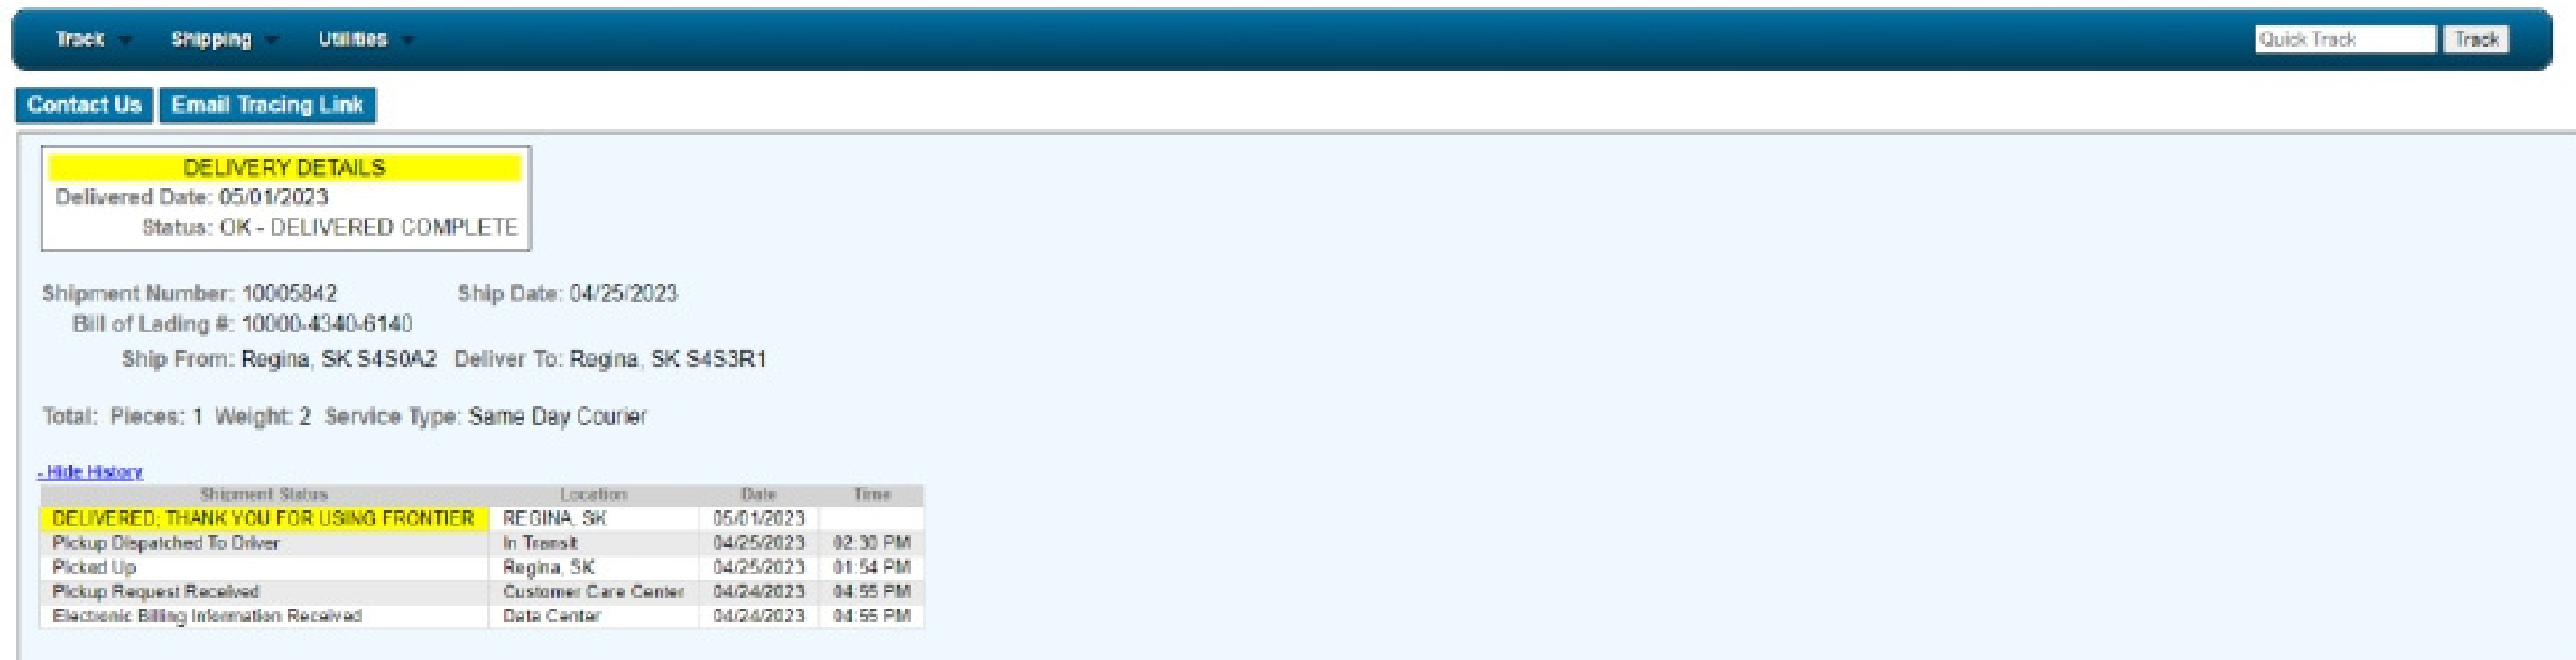 Track Shipping Utilities Quick Track Track
Contact Us Email Tracing Link
DELIVERY DETAILS
Delivered Date: 05/01/2023
Status: OK - DELIVERED COMPLETE
Shipment Number: 10005842 Ship Date: 04/25/2023
Bill of Lading #: 10000-4340-6140
Ship From: Regina, SK S4S0A2 Deliver To: Regina, SK S4S3R1
Total: Pieces: 1 Weight: 2 Service Type: Same Day Courier
- Hide History
Shipment Status Location Date Time
DELIVERED; THANK YOU FOR USING FRONTIER REGINA, SK 05/01/2023
Pickup Dispatched To Driver In Transit 04/25/2023 02:30 PM
Picked Up Regina, SK 04/25/2023 01:54 PM
Pickup Request Received Customer Care Center 04/24/2023 04:55 PM
Electronic Billing Information Received Data Center 04/24/2023 04:55 PM